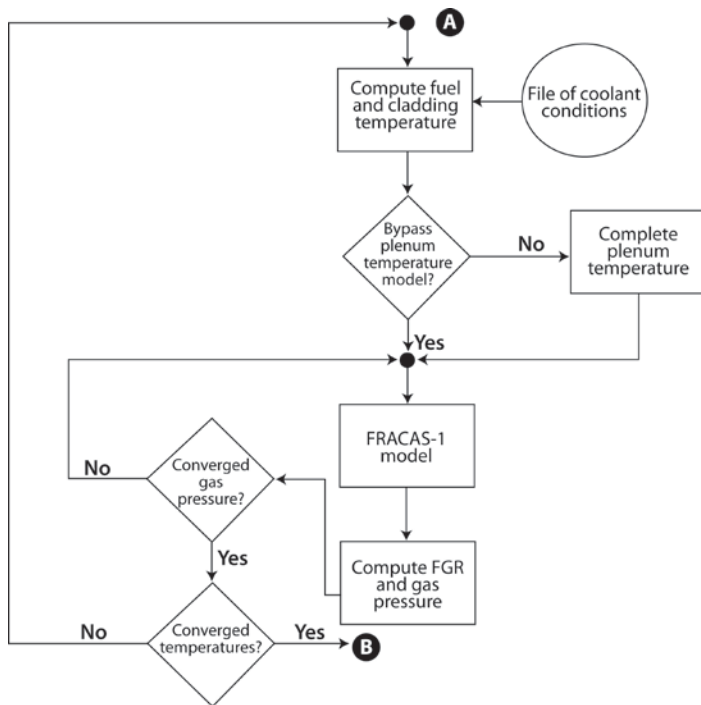 A
Compute fuel
and cladding
temperature
File of coolant
conditions
Bypass
plenum
temperature
model?
No
Complete
plenum
temperature
Yes
FRACAS-1
model
No
Converged
gas
pressure?
Yes
Compute FGR
and gas
pressure
No
Converged
temperatures?
Yes
B